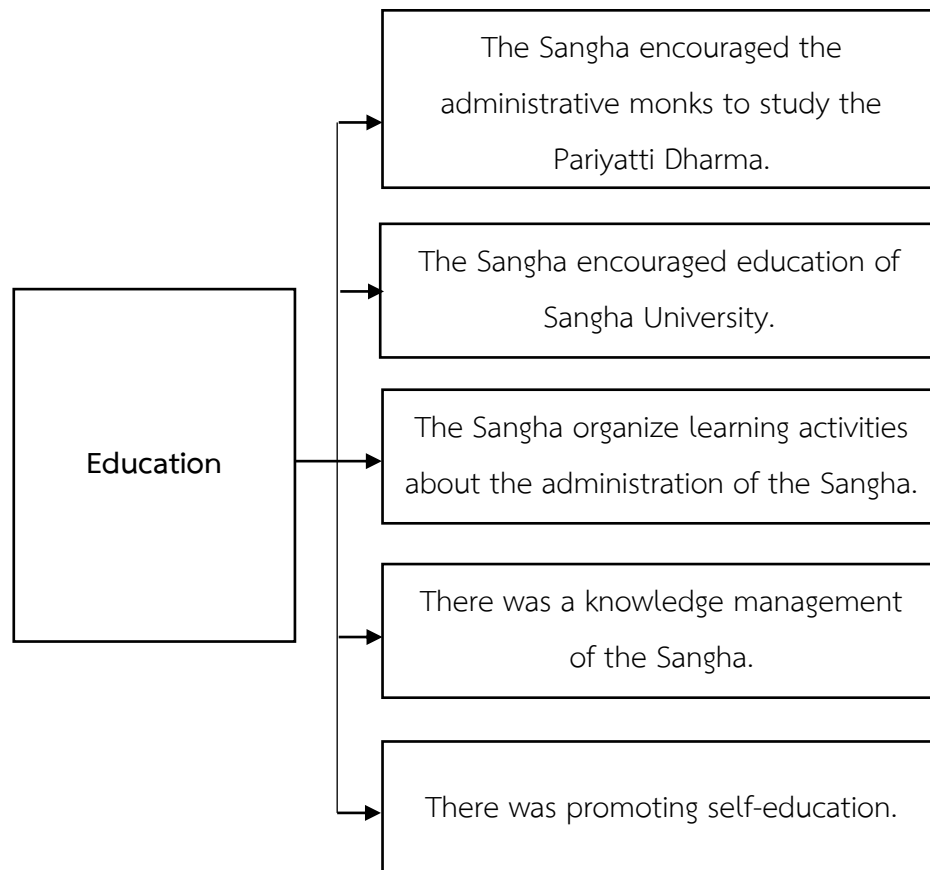 The Sangha encouraged the
administrative monks to study the
Pariyatti Dharma.
The Sangha encouraged education of
Sangha University.
Education
The Sangha organize learning activities
about the administration of the Sangha.
There was a knowledge management
of the Sangha.
There was promoting self-education.